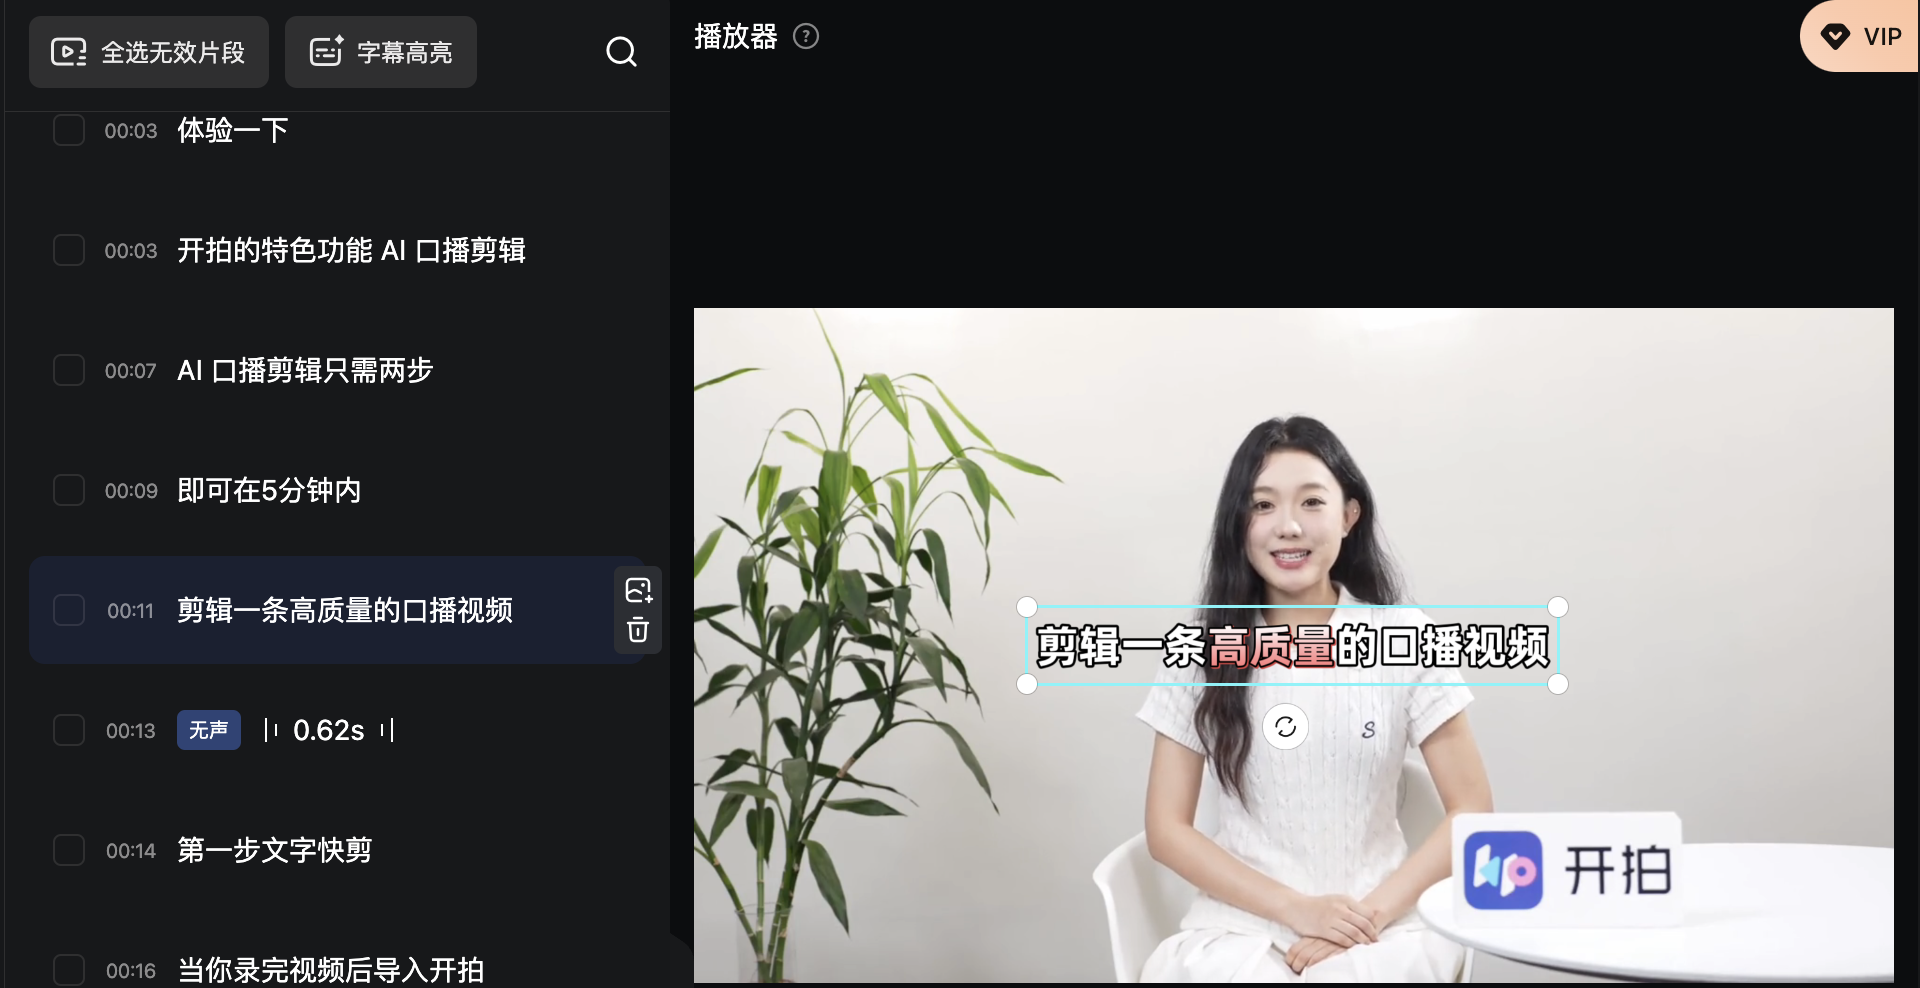 全选无效片段
字幕高亮
00:03 体验一下
00:03 开拍的特色功能 AI 口播剪辑
00:07 AI 口播剪辑只需两步
00:09 即可在5分钟内
00:11 剪辑一条高质量的口播视频
00:13 无声 0.62s
00:14 第一步文字快剪
00:16 当你录完视频后导入开拍
播放器 ?
VIP
剪辑一条高质量的口播视频
S
开拍